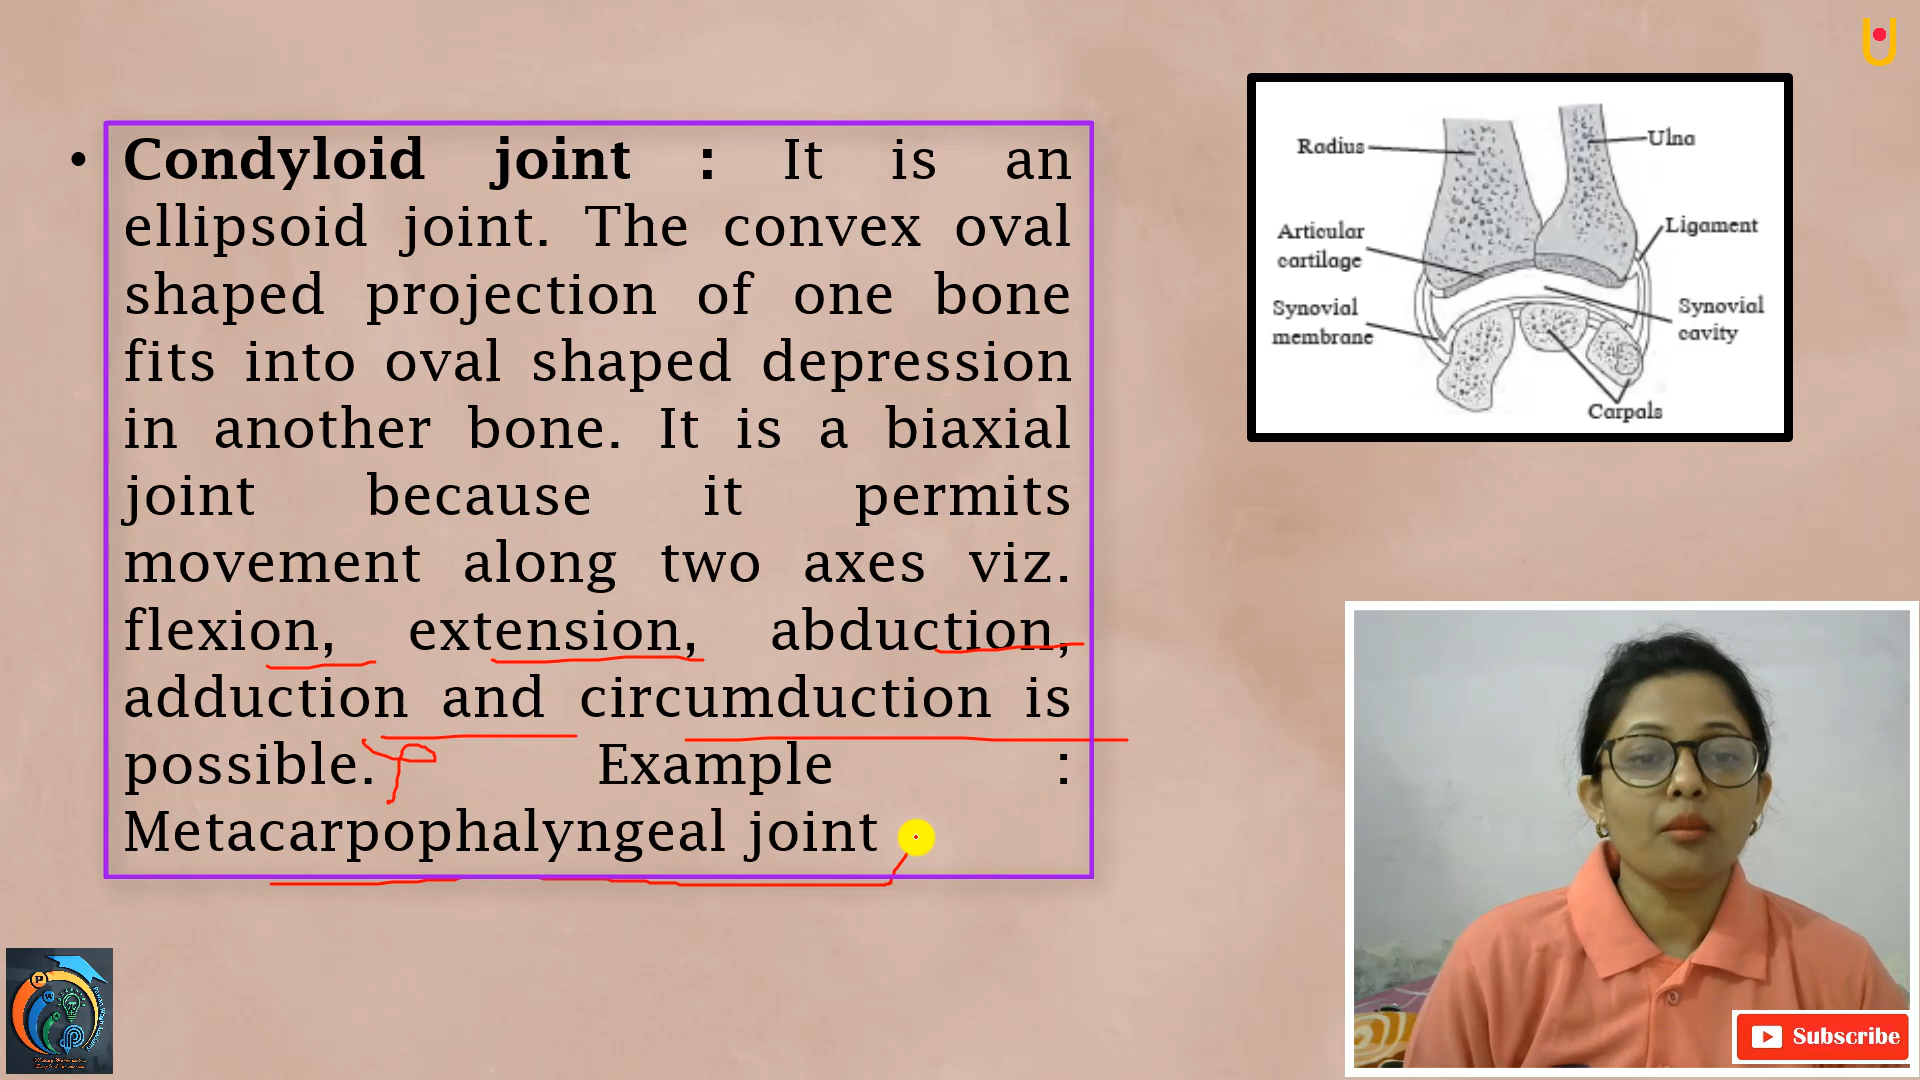 • Condyloid joint : It is an
ellipsoid joint. The convex oval
shaped projection of one bone
fits into oval shaped depression
in another bone. It is a biaxial
joint because it permits
movement along two axes viz.
flexion, extension, abduction,
adduction and circumduction is
possible. Example :
Metacarpophalyngeal joint
Radius
Ulna
Articular
cartilage
Ligament
Synovial
membrane
Synovial
cavity
Carpals
Subscribe